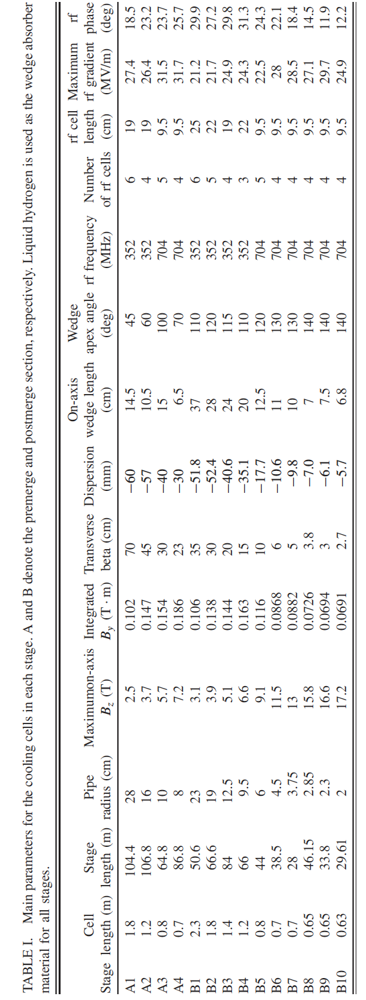 TABLE I. Main parameters for the cooling cells in each stage. A and B denote the premerge and postmerge section, respectively. Liquid hydrogen is used as the wedge absorber
material for all stages.
On-axis Wedge
Cell Stage Pipe Maximumon-axis Integrated Transverse Dispersion wedge length apex angle rf frequency Number rf cell Maximum rf
Stage length (m) length (m) radius (cm) B_z (T) B_y (T · m) beta (cm) (mm) (cm) (deg) (MHz) of rf cells length rf gradient phase
(cm) (MV/m) (deg)
A1 1.8 104.4 28 2.5 0.102 70 −60 14.5 45 352 6 19 27.4 18.5
A2 1.2 106.8 16 3.7 0.147 45 −57 10.5 60 352 4 19 26.4 23.2
A3 0.8 64.8 10 5.7 0.154 30 −40 15 100 704 5 9.5 31.5 23.7
A4 0.7 86.8 8 7.2 0.186 23 −30 6.5 70 704 4 9.5 31.7 25.7
B1 2.3 50.6 23 3.1 0.106 35 −51.8 37 110 352 6 25 21.2 29.9
B2 1.8 66.6 19 3.9 0.138 30 −52.4 28 120 352 5 22 21.7 27.2
B3 1.4 84 12.5 5.1 0.144 20 −40.6 24 115 352 4 19 24.9 29.8
B4 1.2 66 9.5 6.6 0.163 15 −35.1 20 110 352 3 22 24.3 31.3
B5 0.8 44 6 9.1 0.116 10 −17.7 12.5 120 704 5 9.5 22.5 24.3
B6 0.7 38.5 4.5 11.5 0.0868 6 −10.6 11 130 704 4 9.5 28 22.1
B7 0.7 28 3.75 13 0.0882 5 −9.8 10 130 704 4 9.5 28.5 18.4
B8 0.65 46.15 2.85 15.8 0.0726 3.8 −7.0 7 140 704 4 9.5 27.1 14.5
B9 0.65 33.8 2.3 16.6 0.0694 3 −6.1 7.5 140 704 4 9.5 29.7 11.9
B10 0.63 29.61 2 17.2 0.0691 2.7 −5.7 6.8 140 704 4 9.5 24.9 12.2